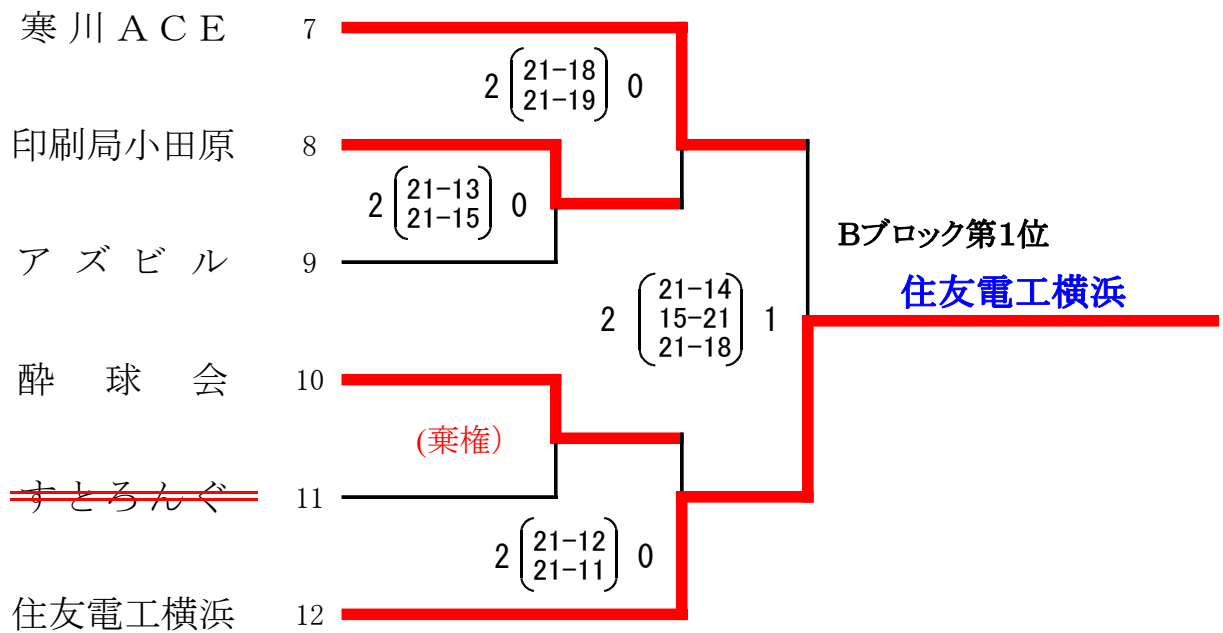 寒川ACE 7
2 21-18 0
21-19
印刷局小田原 8
2 21-13 0
21-15
アズビル 9
Bブロック第1位
住友電工横浜
2 21-14 1
15-21
21-18
酔球会 10
(棄権)
すとろんぐ 11
2 21-12 0
21-11
住友電工横浜 12